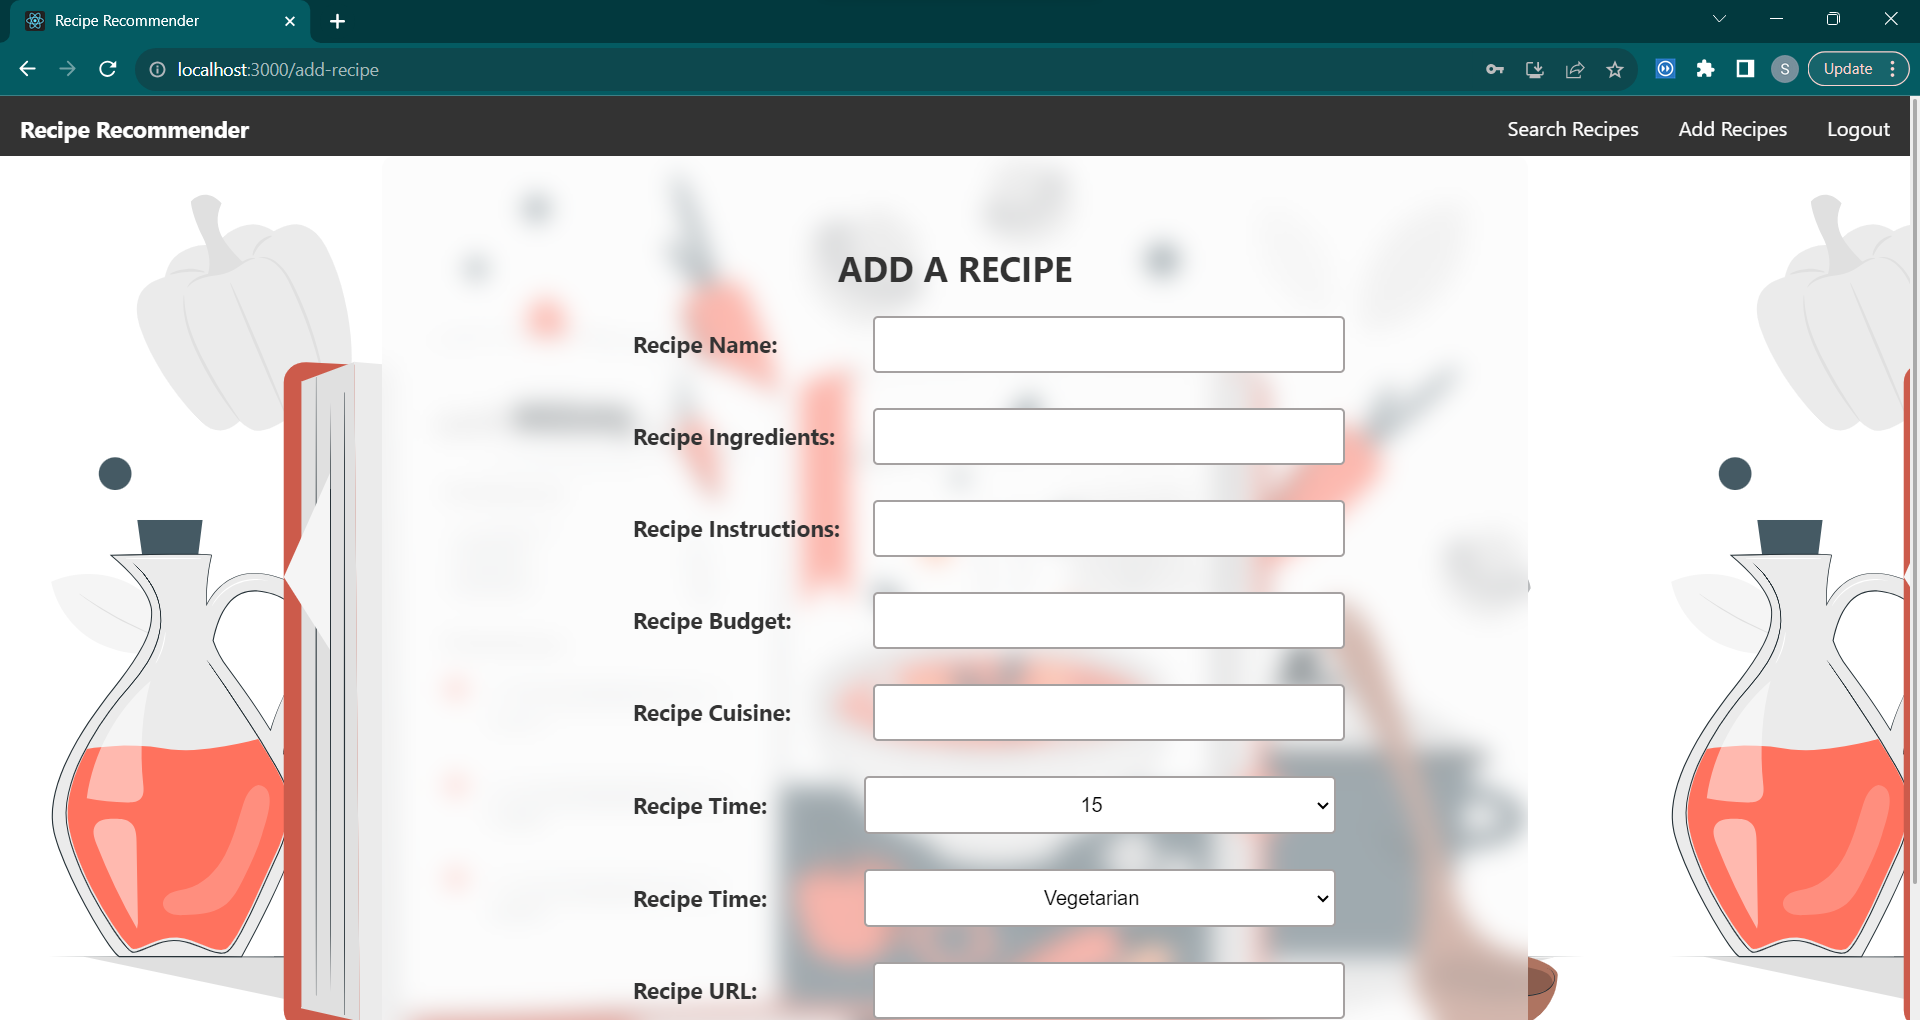 Recipe Recommender
localhost:3000/add-recipe
S
Update
Recipe Recommender
Search Recipes
Add Recipes
Logout
ADD A RECIPE
Recipe Name:
Recipe Ingredients:
Recipe Instructions:
Recipe Budget:
Recipe Cuisine:
Recipe Time:
15
Recipe Time:
Vegetarian
Recipe URL: